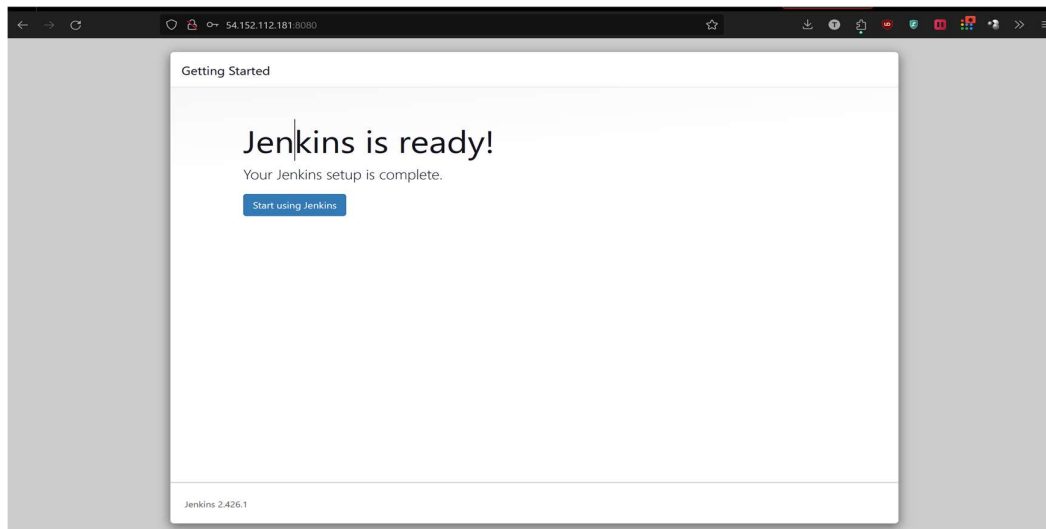 54.152.112.181:8080
Getting Started
Jenkins is ready!
Your Jenkins setup is complete.
Start using Jenkins
Jenkins 2.426.1